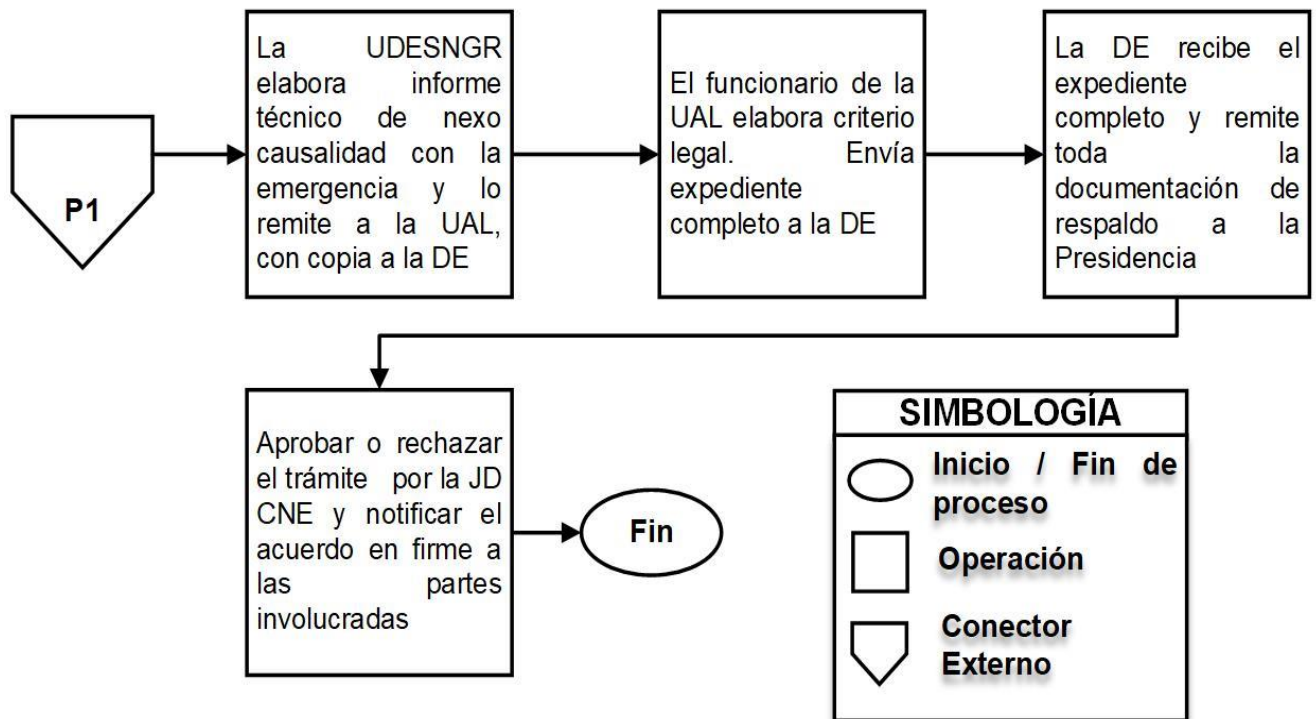 P1
La UDESNGR
elabora informe
técnico de nexo
causalidad con la
emergencia y lo
remite a la UAL,
con copia a la DE
El funcionario de la
UAL elabora criterio
legal. Envía
expediente
completo a la DE
La DE recibe el
expediente
completo y remite
toda la
documentación de
respaldo a la
Presidencia
Aprobar o rechazar
el trámite por la JD
CNE y notificar el
acuerdo en firme a
las partes
involucradas
Fin
SIMBOLOGÍA
Inicio / Fin de
proceso
Operación
Conector
Externo